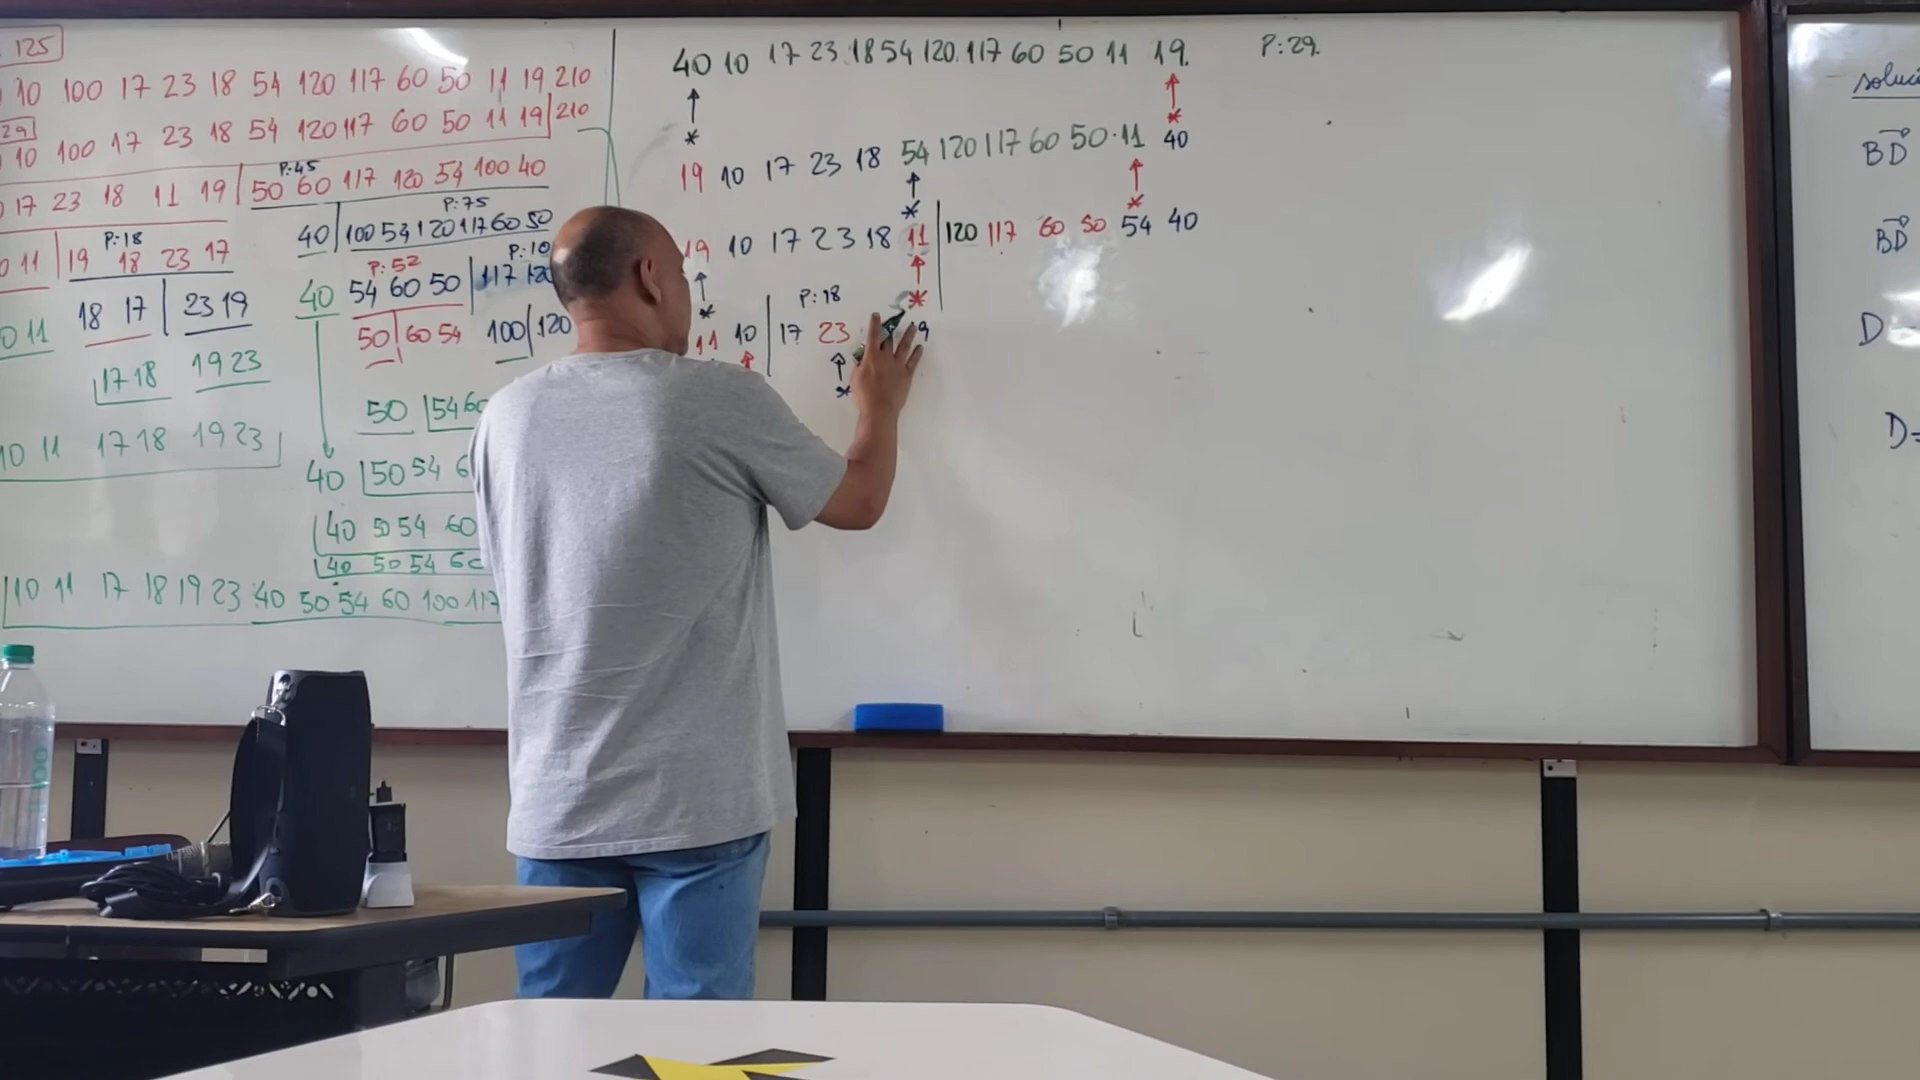 125
10 100 17 23 18 54 120 117 60 50 11 19 210
29
10 100 17 23 18 54 120 117 60 50 11 19 | 210
P:45
17 23 18 11 19 | 50 60 117 120 54 100 40
P:75
40 | 100 54 120 117 60 50
P:18
11 | 19 18 23 17
P:52
40 54 60 50 | 117 120
P:10
0 11 18 17 | 23 19
50 | 60 54 100 | 120
17 18 19 23
50 | 54 60
10 11 17 18 19 23
40 | 50 54 6
40 50 54 60
40 50 54 60
10 11 17 18 19 23 40 50 54 60 100 117
40 10 17 23 18 54 120 117 60 50 11 19
P:29
* *
19 10 17 23 18 54 120 117 60 50 11 40
* *
19 10 17 23 18 11 | 120 117 60 50 54 40
* *
P:18
11 10 | 17 23 19
*
BD
BD
D
D=